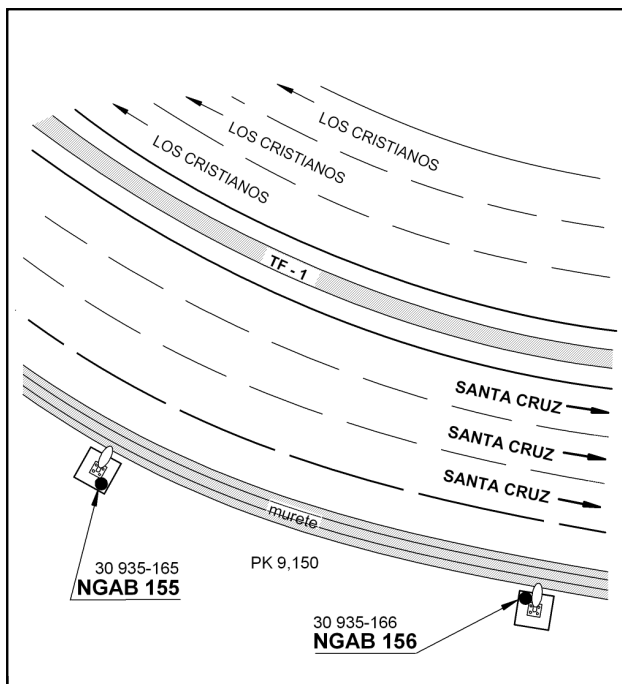 LOS CRISTIANOS
LOS CRISTIANOS
LOS CRISTIANOS
TF - 1
SANTA CRUZ
SANTA CRUZ
SANTA CRUZ
murete
PK 9,150
30 935-165
NGAB 155
30 935-166
NGAB 156